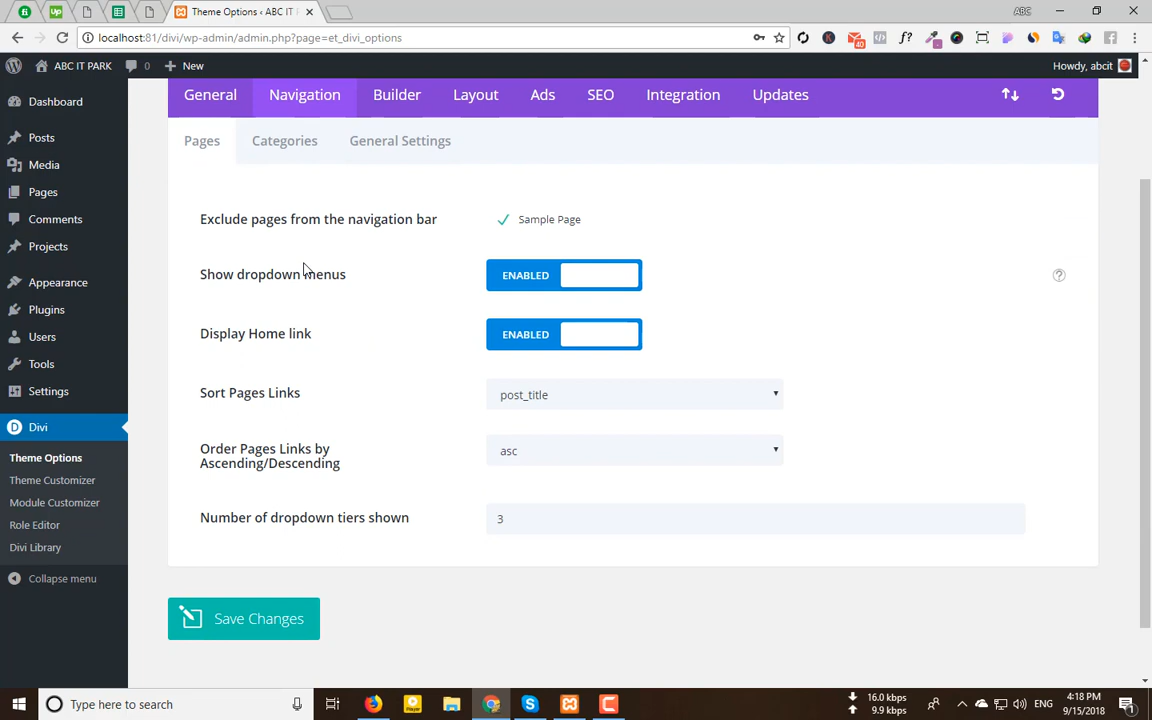 Up
Theme Options ‹ ABC IT
ABC
localhost:81/divi/wp-admin/admin.php?page=et_divi_options
K
40
f?
ABC IT PARK
0
New
Howdy, abcit
Dashboard
Posts
Media
Pages
Comments
Projects
Appearance
Plugins
Users
Tools
Settings
D
Divi
Theme Options
Theme Customizer
Module Customizer
Role Editor
Divi Library
Collapse menu
General
Navigation
Builder
Layout
Ads
SEO
Integration
Updates
Pages
Categories
General Settings
Exclude pages from the navigation bar
Sample Page
Show dropdown menus
ENABLED
?
Display Home link
ENABLED
Sort Pages Links
post_title
Order Pages Links by
Ascending/Descending
asc
Number of dropdown tiers shown
3
Save Changes
Type here to search
16.0 kbps
9.9 kbps
ENG
4:18 PM
9/15/2018
1